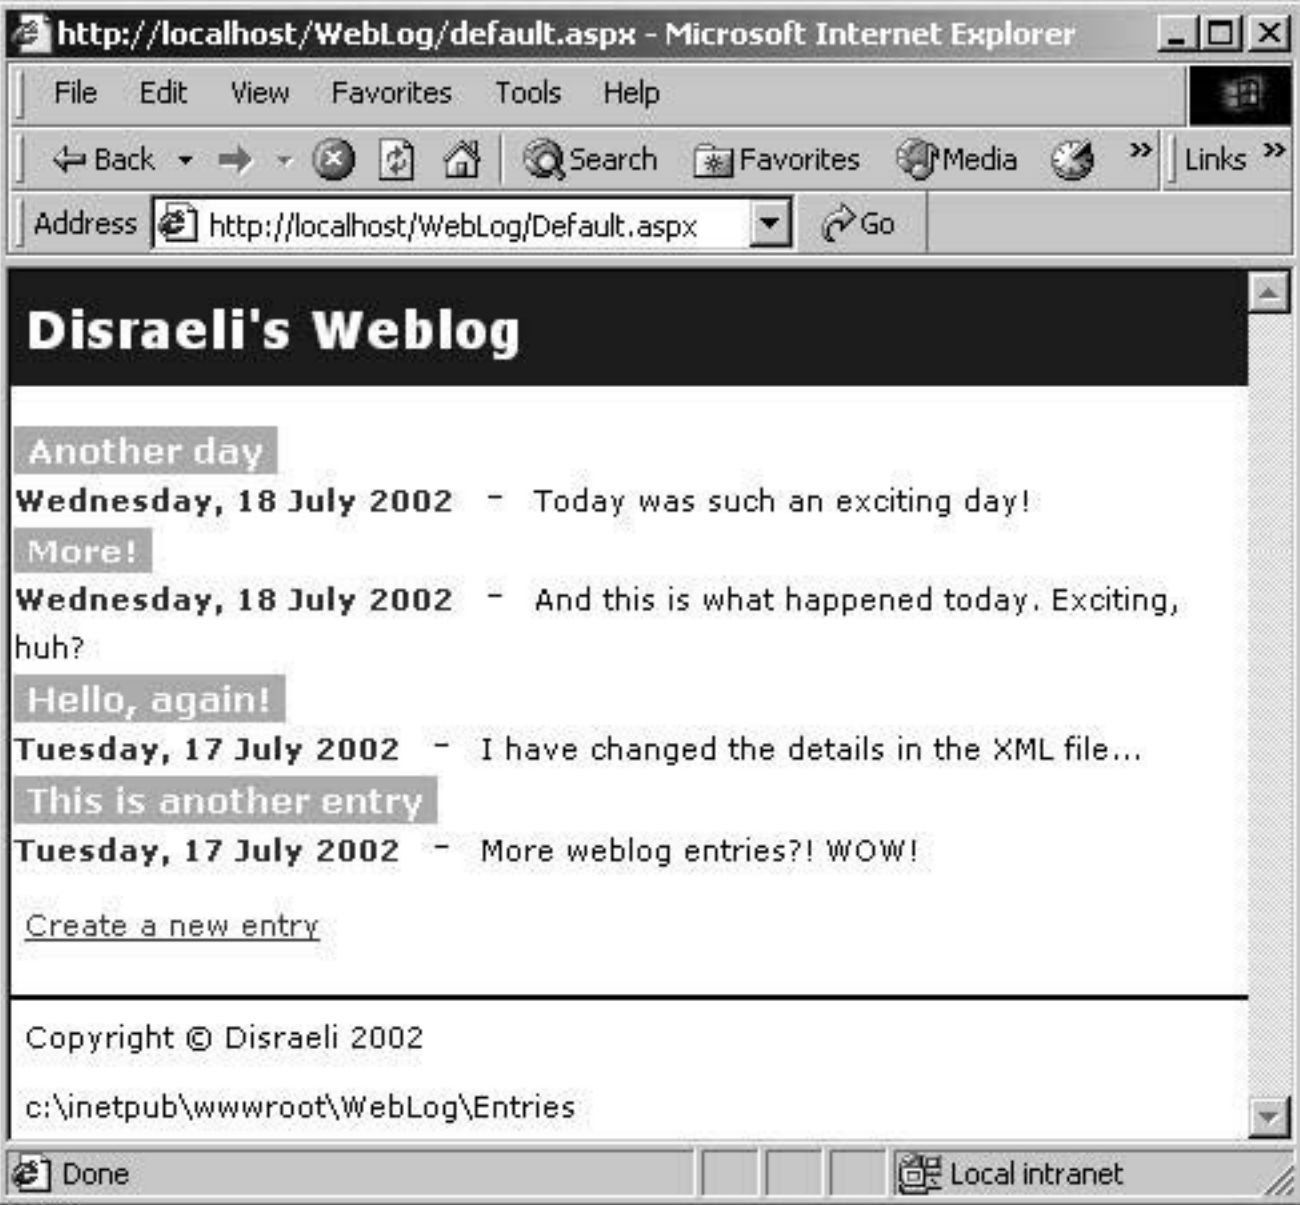 http://localhost/WebLog/default.aspx - Microsoft Internet Explorer
File Edit View Favorites Tools Help
Back Search Favorites Media » Links »
Address http://localhost/WebLog/Default.aspx Go
Disraeli's Weblog
Another day
Wednesday, 18 July 2002 - Today was such an exciting day!
More!
Wednesday, 18 July 2002 - And this is what happened today. Exciting,
huh?
Hello, again!
Tuesday, 17 July 2002 - I have changed the details in the XML file...
This is another entry
Tuesday, 17 July 2002 - More weblog entries?! WOW!
Create a new entry
Copyright © Disraeli 2002
c:\inetpub\wwwroot\WebLog\Entries
Done Local intranet